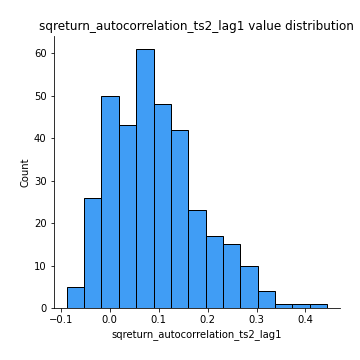 sqreturn_autocorrelation_ts2_lag1 value distribution
60
50
40
30
20
10
0
Count
−0.1 0.0 0.1 0.2 0.3 0.4
sqreturn_autocorrelation_ts2_lag1